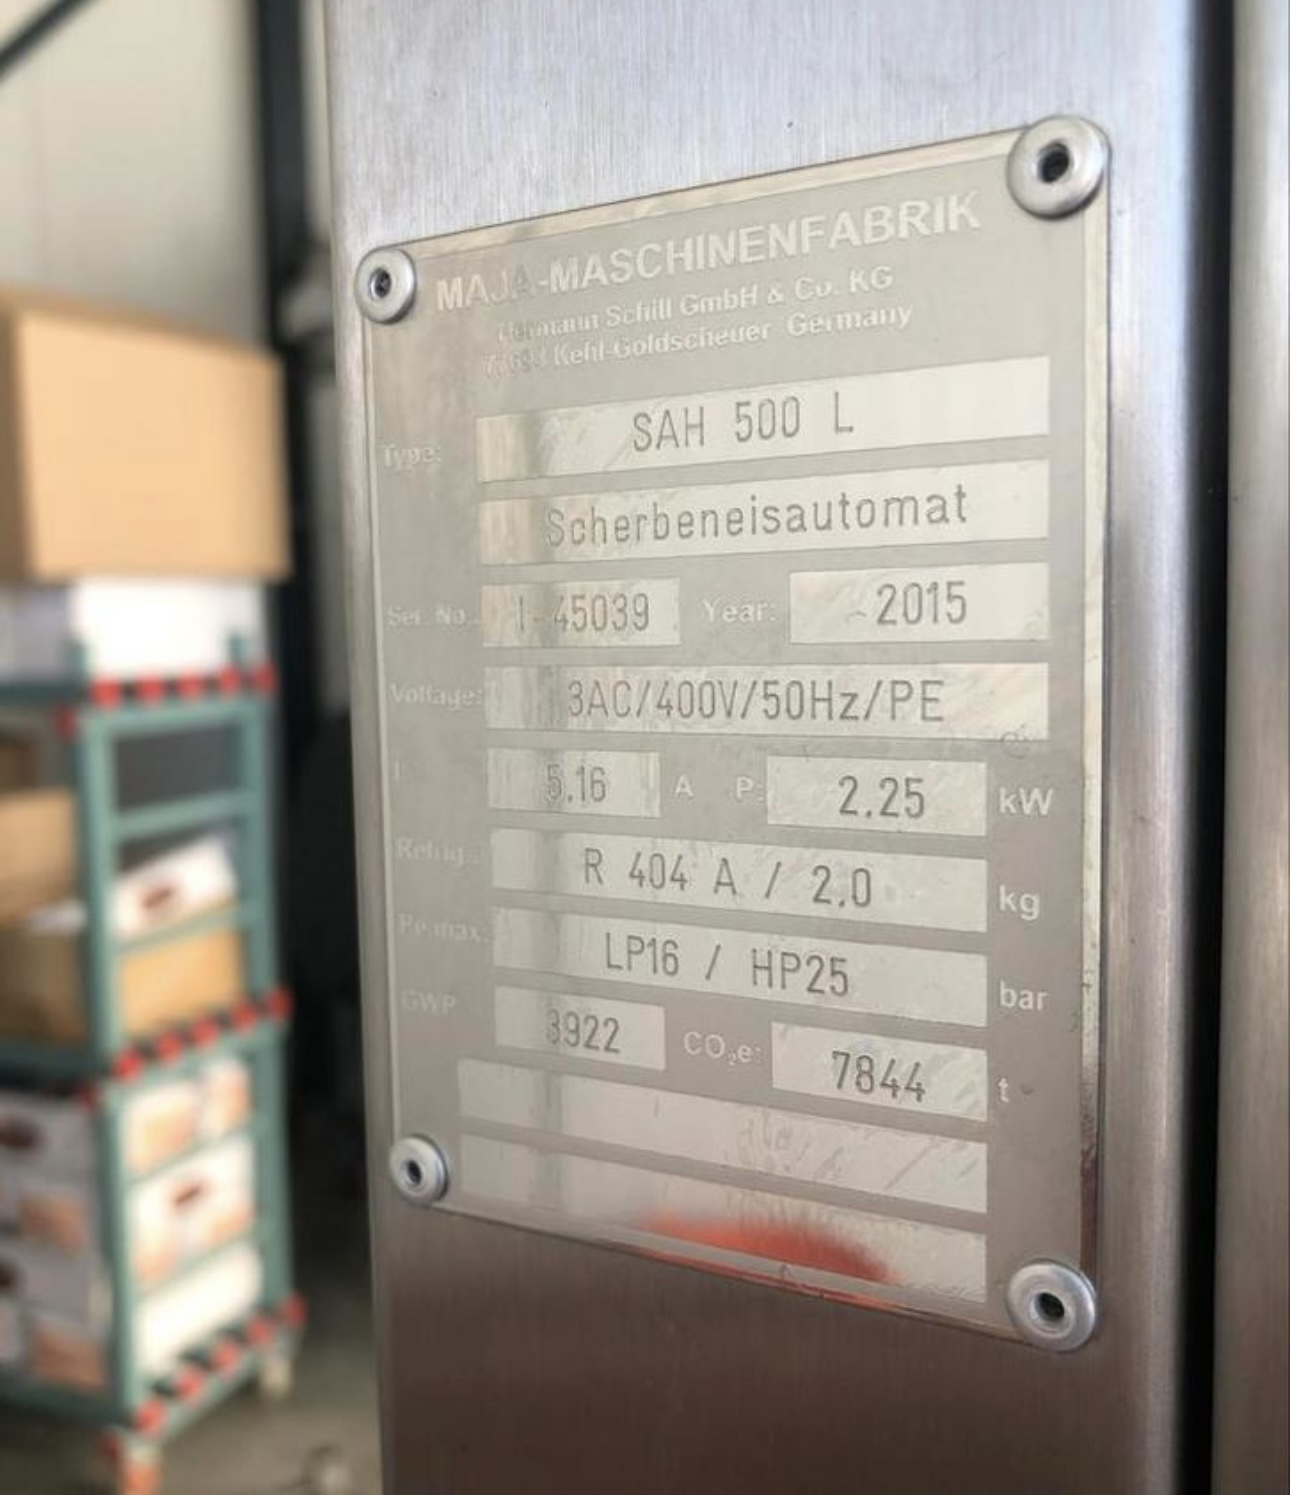 MAJA-MASCHINENFABRIK
Hermann Schill GmbH & Co. KG
Kehl-Goldscheuer Germany
Type: SAH 500 L
Scherbeneisautomat
Ser. No. I-45039 Year: 2015
Voltage: 3AC/400V/50Hz/PE
I 5.16 A P: 2.25 kW
Refrig. R 404 A / 2.0 kg
Pe max: LP16 / HP25 bar
GWP 3922 CO₂e: 7844 t